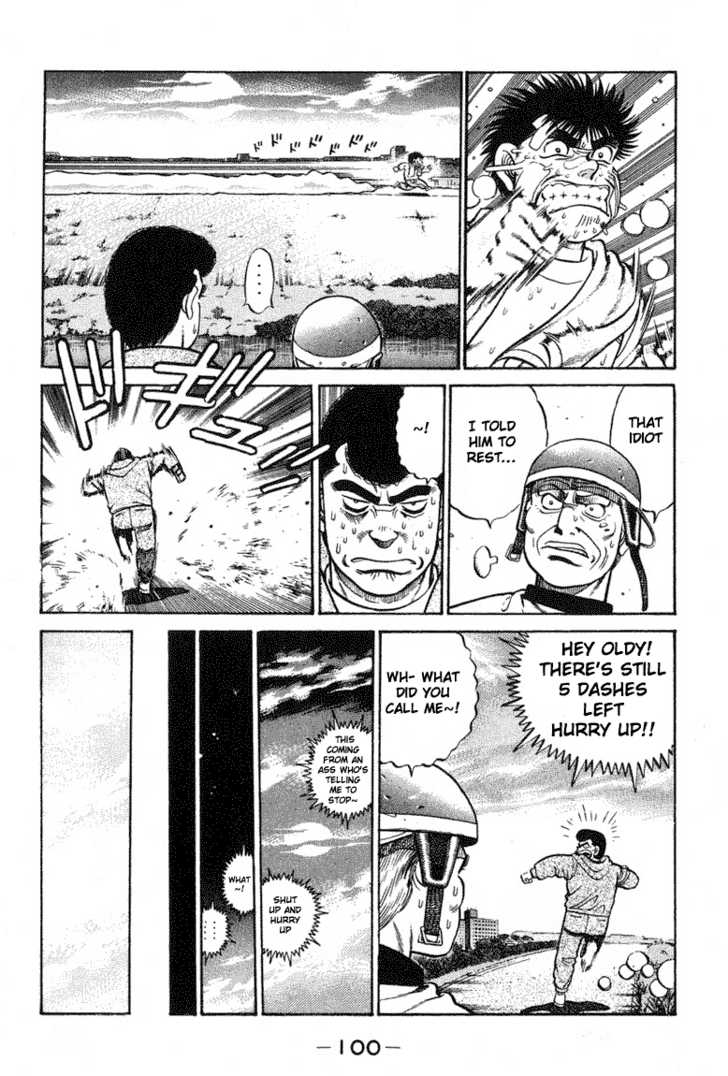 ドドドドド
....
THAT
IDIOT
I TOLD
HIM TO
REST...
~!
ドギュ
HEY OLDY!
THERE'S STILL
5 DASHES
LEFT
HURRY UP!!
WH- WHAT
DID YOU
CALL ME~!
THIS
COMING
FROM AN
ASS WHO'S
TELLING
ME TO
STOP~
SHUT
UP AND
HURRY
UP
WHAT
~!
....
-100-